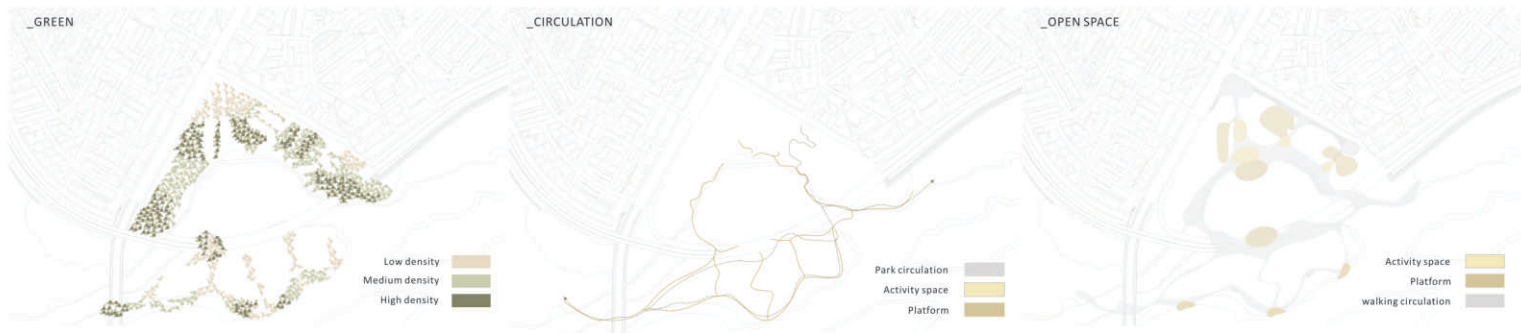 _GREEN
Low density
Medium density
High density
_CIRCULATION
Park circulation
Activity space
Platform
_OPEN SPACE
Activity space
Platform
walking circulation